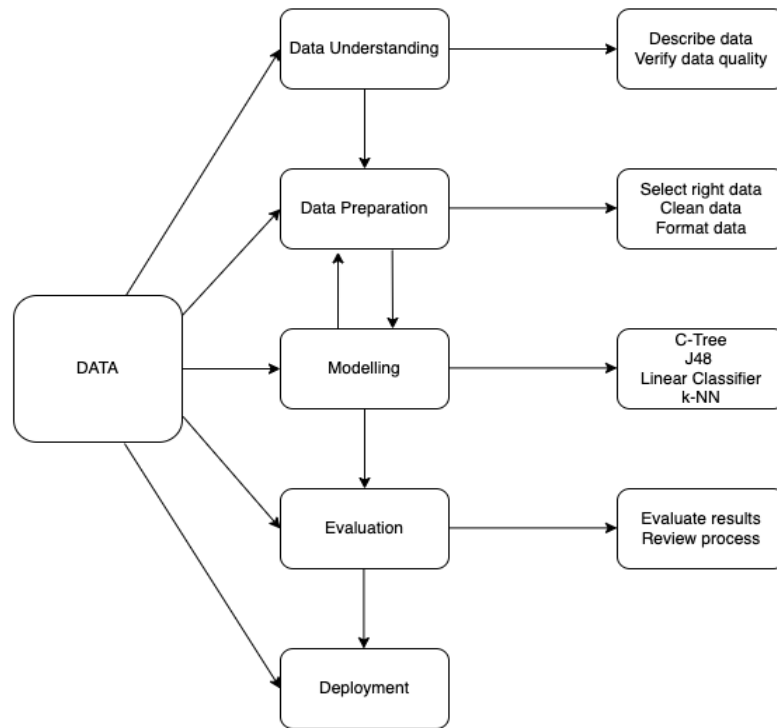 Data Understanding
Describe data
Verify data quality
Data Preparation
Select right data
Clean data
Format data
DATA
Modelling
C-Tree
J48
Linear Classifier
k-NN
Evaluation
Evaluate results
Review process
Deployment